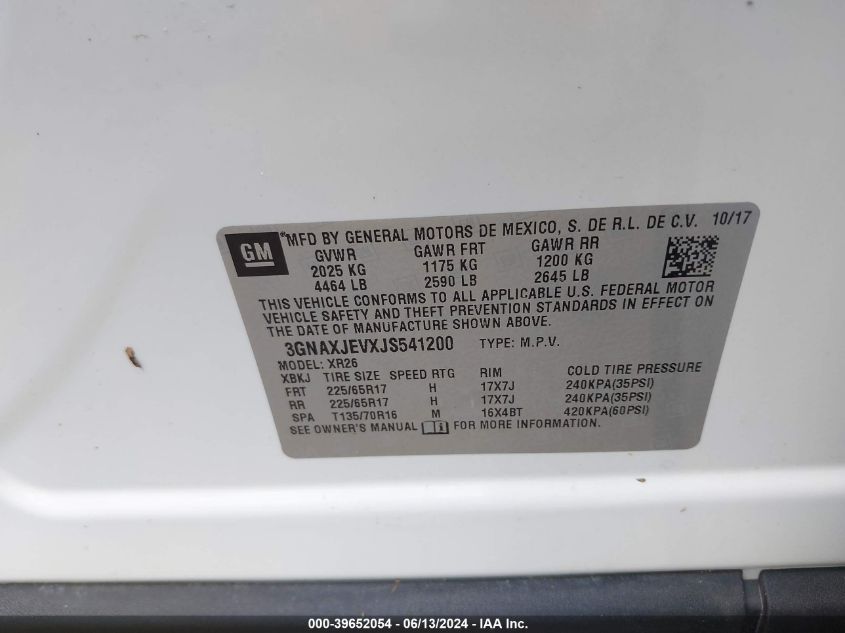 GM
*MFD BY GENERAL MOTORS DE MEXICO, S. DE R.L. DE C.V. 10/17
GVWR GAWR FRT GAWR RR
2025 KG 1175 KG 1200 KG
4464 LB 2590 LB 2645 LB
THIS VEHICLE CONFORMS TO ALL APPLICABLE U.S. FEDERAL MOTOR
VEHICLE SAFETY AND THEFT PREVENTION STANDARDS IN EFFECT ON
THE DATE OF MANUFACTURE SHOWN ABOVE.
3GNAXJEVXJS541200 TYPE: M.P.V.
MODEL: XR26
XBKJ TIRE SIZE SPEED RTG RIM COLD TIRE PRESSURE
FRT 225/65R17 H 17X7J 240KPA(35PSI)
RR 225/65R17 H 17X7J 240KPA(35PSI)
SPA T135/70R16 M 16X4BT 420KPA(60PSI)
SEE OWNER'S MANUAL i FOR MORE INFORMATION.
000-39652054 - 06/13/2024 - IAA Inc.